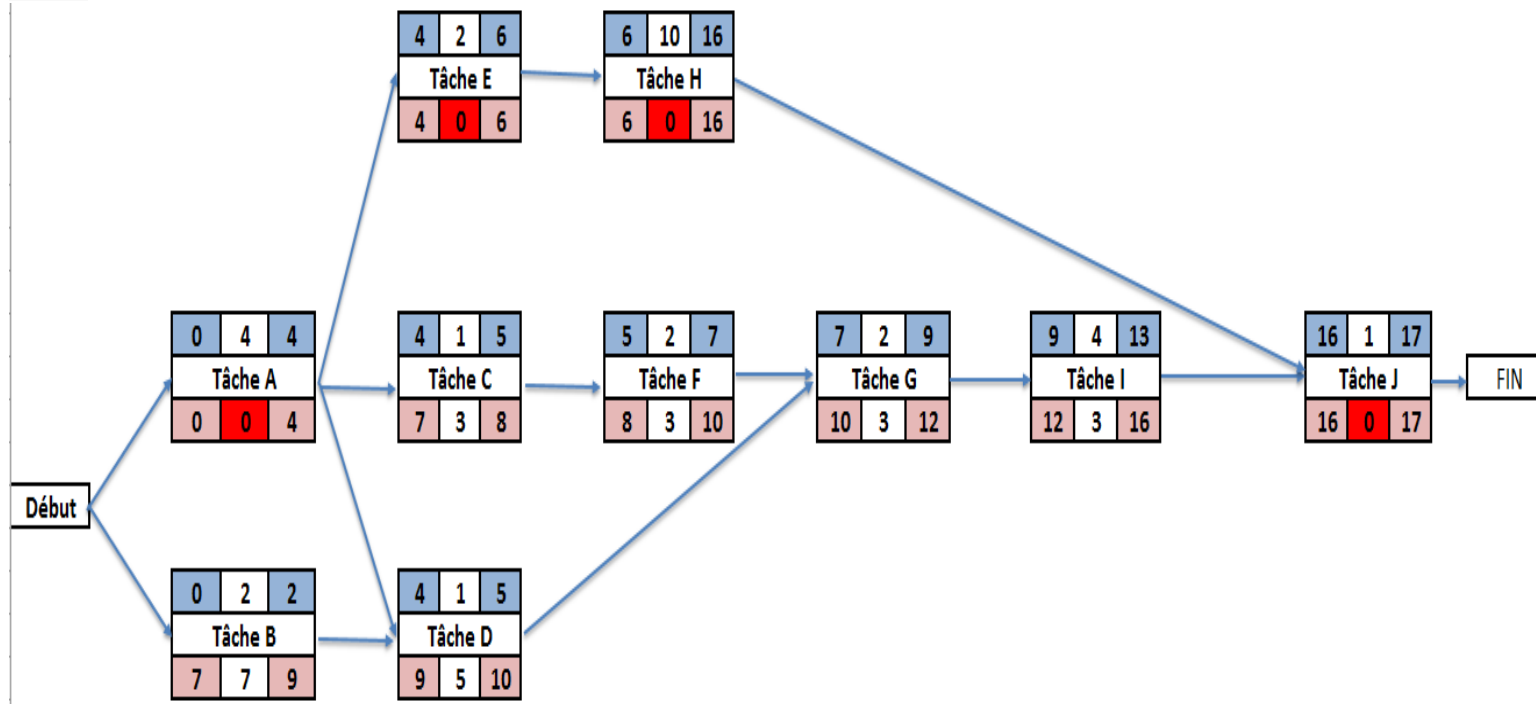 4 2 6
Tâche E
4 0 6
6 10 16
Tâche H
6 0 16
0 4 4
Tâche A
0 0 4
4 1 5
Tâche C
7 3 8
5 2 7
Tâche F
8 3 10
7 2 9
Tâche G
10 3 12
9 4 13
Tâche I
12 3 16
16 1 17
Tâche J
16 0 17
FIN
Début
0 2 2
Tâche B
7 7 9
4 1 5
Tâche D
9 5 10